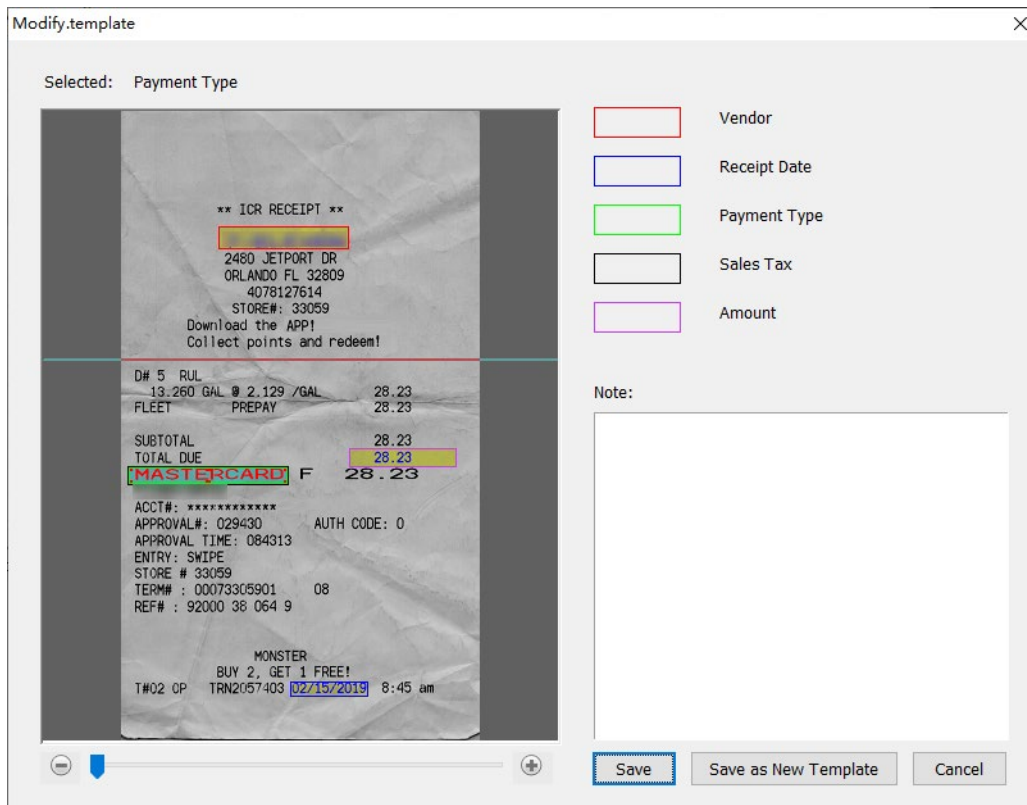 Modify.template
Selected: Payment Type
** ICR RECEIPT **
2480 JETPORT DR
ORLANDO FL 32809
4078127614
STORE#: 33059
Download the APP!
Collect points and redeem!
D# 5 RUL
13.260 GAL @ 2.129 /GAL 28.23
FLEET PREPAY 28.23
SUBTOTAL 28.23
TOTAL DUE 28.23
MASTERCARD F 28.23
ACCT#: ************
APPROVAL#: 029430 AUTH CODE: 0
APPROVAL TIME: 084313
ENTRY: SWIPE
STORE # 33059
TERM# : 00073305901 08
REF# : 92000 38 064 9
MONSTER
BUY 2, GET 1 FREE!
T#02 OP TRN2057403 02/15/2019 8:45 am
Vendor
Receipt Date
Payment Type
Sales Tax
Amount
Note:
Save
Save as New Template
Cancel